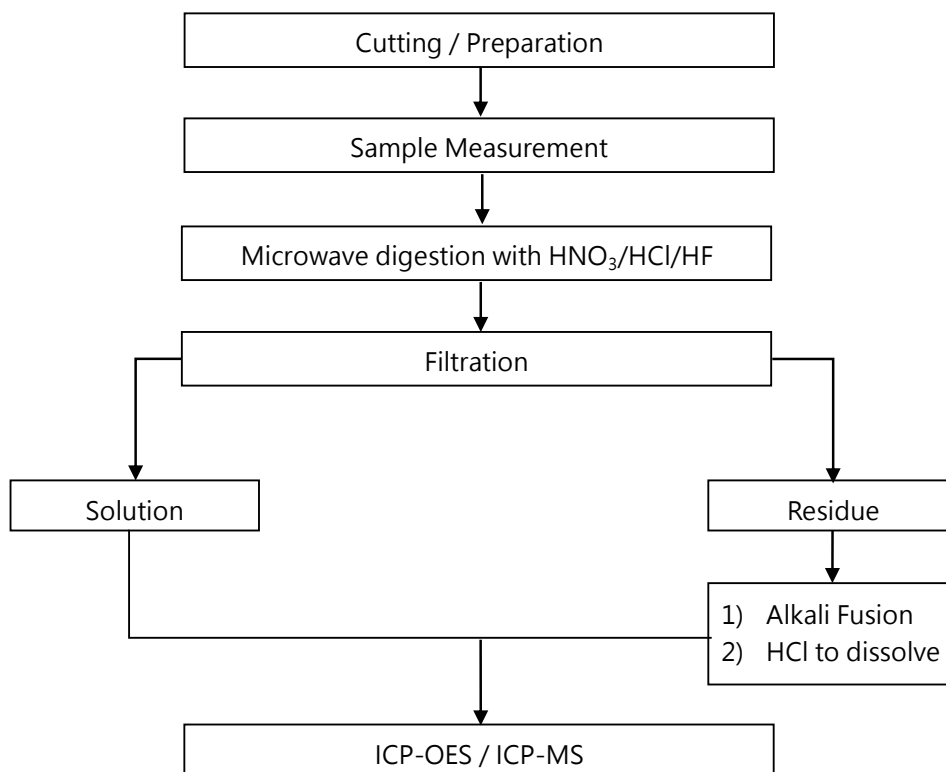 Cutting / Preparation
Sample Measurement
Microwave digestion with HNO₃/HCl/HF
Filtration
Solution
Residue
1) Alkali Fusion
2) HCl to dissolve
ICP-OES / ICP-MS